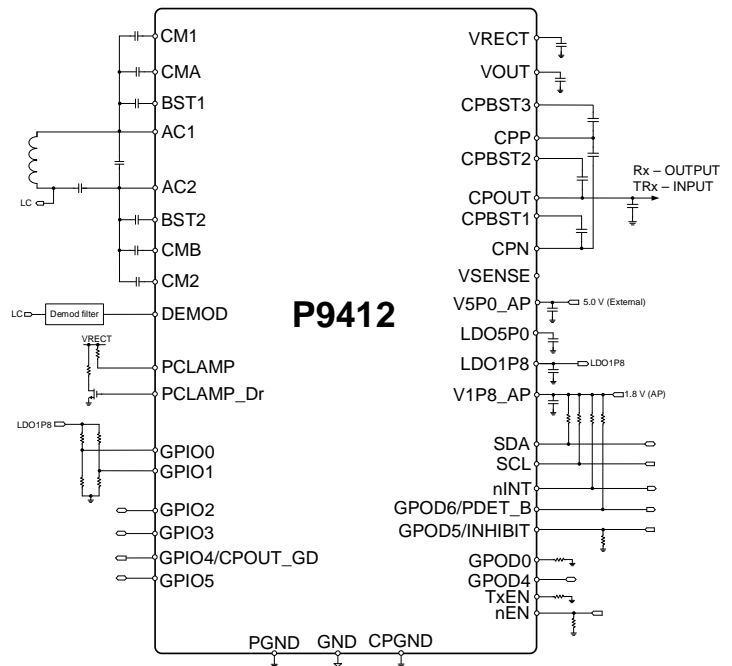 CM1
CMA
BST1
AC1
AC2
LC
BST2
CMB
CM2
LC
Demod filter
DEMOD
VRECT
PCLAMP
PCLAMP_Dr
LDO1P8
GPIO0
GPIO1
GPIO2
GPIO3
GPIO4/CPOUT_GD
GPIO5
P9412
PGND
GND
CPGND
VRECT
VOUT
CPBST3
CPP
CPBST2
Rx – OUTPUT
TRx – INPUT
CPOUT
CPBST1
CPN
VSENSE
V5P0_AP
5.0 V (External)
LDO5P0
LDO1P8
LDO1P8
V1P8_AP
1.8 V (AP)
SDA
SCL
nINT
GPOD6/PDET_B
GPOD5/INHIBIT
GPOD0
GPOD4
TxEN
nEN